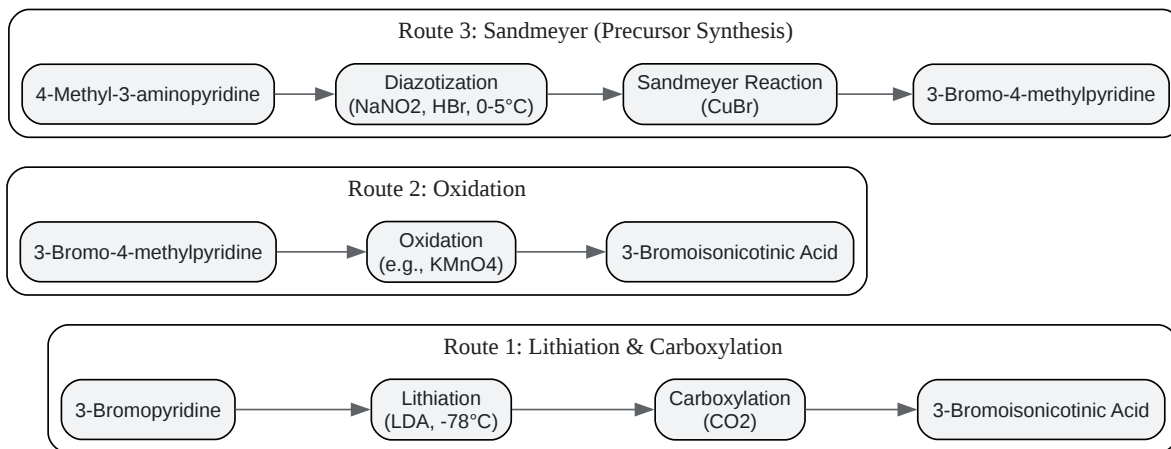 Route 3: Sandmeyer (Precursor Synthesis)
4-Methyl-3-aminopyridine
Diazotization
(NaNO2, HBr, 0-5°C)
Sandmeyer Reaction
(CuBr)
3-Bromo-4-methylpyridine
Route 2: Oxidation
3-Bromo-4-methylpyridine
Oxidation
(e.g., KMnO4)
3-Bromoisonicotinic Acid
Route 1: Lithiation & Carboxylation
3-Bromopyridine
Lithiation
(LDA, -78°C)
Carboxylation
(CO2)
3-Bromoisonicotinic Acid